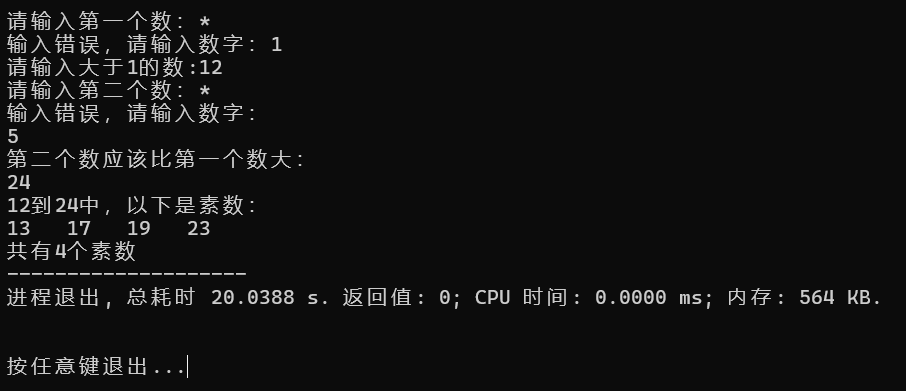 请输入第一个数: *
输入错误, 请输入数字: 1
请输入大于1的数:12
请输入第二个数: *
输入错误, 请输入数字:
5
第二个数应该比第一个数大:
24
12到24中, 以下是素数:
13   17   19   23
共有4个素数
--------------------
进程退出, 总耗时 20.0388 s. 返回值: 0; CPU 时间: 0.0000 ms; 内存: 564 KB.
按任意键退出...